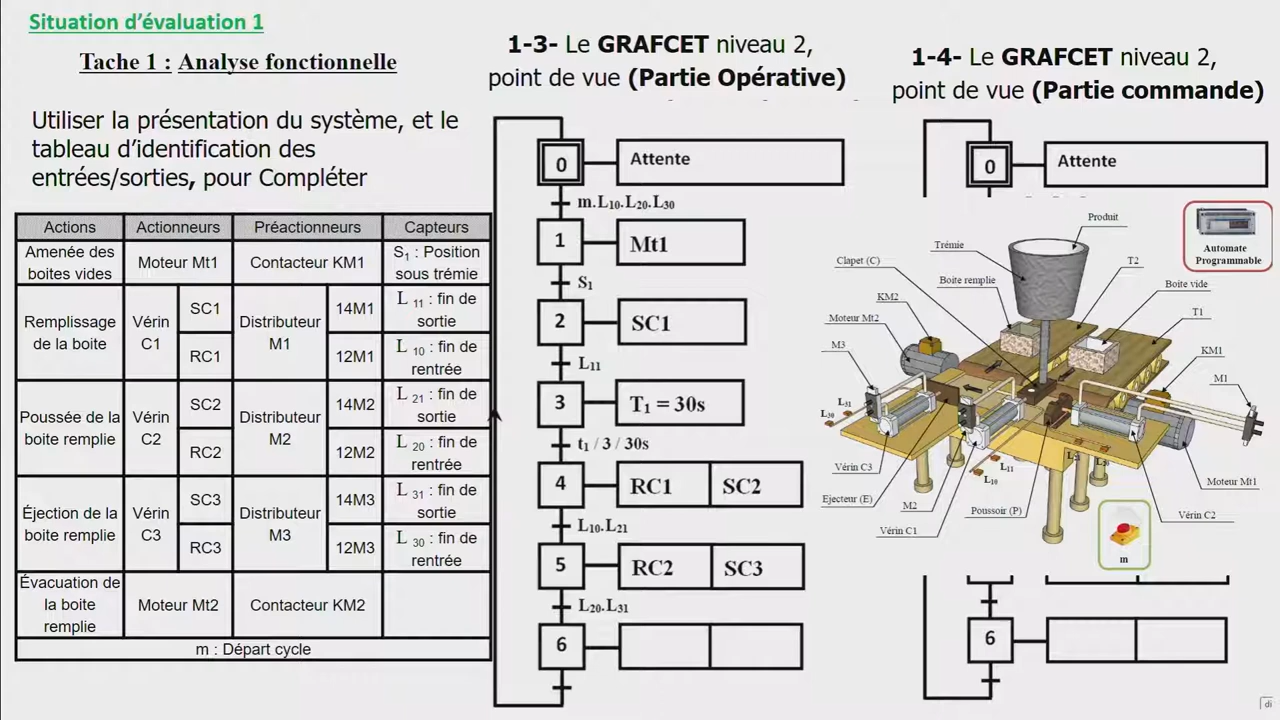 Situation d'évaluation 1
Tache 1 : Analyse fonctionnelle
Utiliser la présentation du système, et le
tableau d'identification des
entrées/sorties, pour Compléter
Actions Actionneurs Préactionneurs Capteurs
Amenée des boites vides Moteur Mt1 Contacteur KM1 S1 : Position sous trémie
Remplissage de la boite Vérin C1 SC1 Distributeur M1 14M1 L 11 : fin de sortie
RC1 12M1 L 10 : fin de rentrée
Poussée de la boite remplie Vérin C2 SC2 Distributeur M2 14M2 L 21 : fin de sortie
RC2 12M2 L 20 : fin de rentrée
Éjection de la boite remplie Vérin C3 SC3 Distributeur M3 14M3 L 31 : fin de sortie
RC3 12M3 L 30 : fin de rentrée
Évacuation de la boite remplie Moteur Mt2 Contacteur KM2
m : Départ cycle
1-3- Le GRAFCET niveau 2,
point de vue (Partie Opérative)
0 Attente
m.L10.L20.L30
1 Mt1
S1
2 SC1
L11
3 T1 = 30s
t1 / 3 / 30s
4 RC1 SC2
L10.L21
5 RC2 SC3
L20.L31
6
1-4- Le GRAFCET niveau 2,
point de vue (Partie commande)
0 Attente
Produit
Automate
Programmable
Trémie
Clapet (C)
T2
Boite remplie
Boite vide
KM2
T1
Moteur Mt2
M3
KM1
M1
L31
L30
Vérin C3
L11
L10
L21
L20
Ejecteur (E)
M2
Poussoir (P)
Vérin C1
Moteur Mt1
Vérin C2
m
6
di